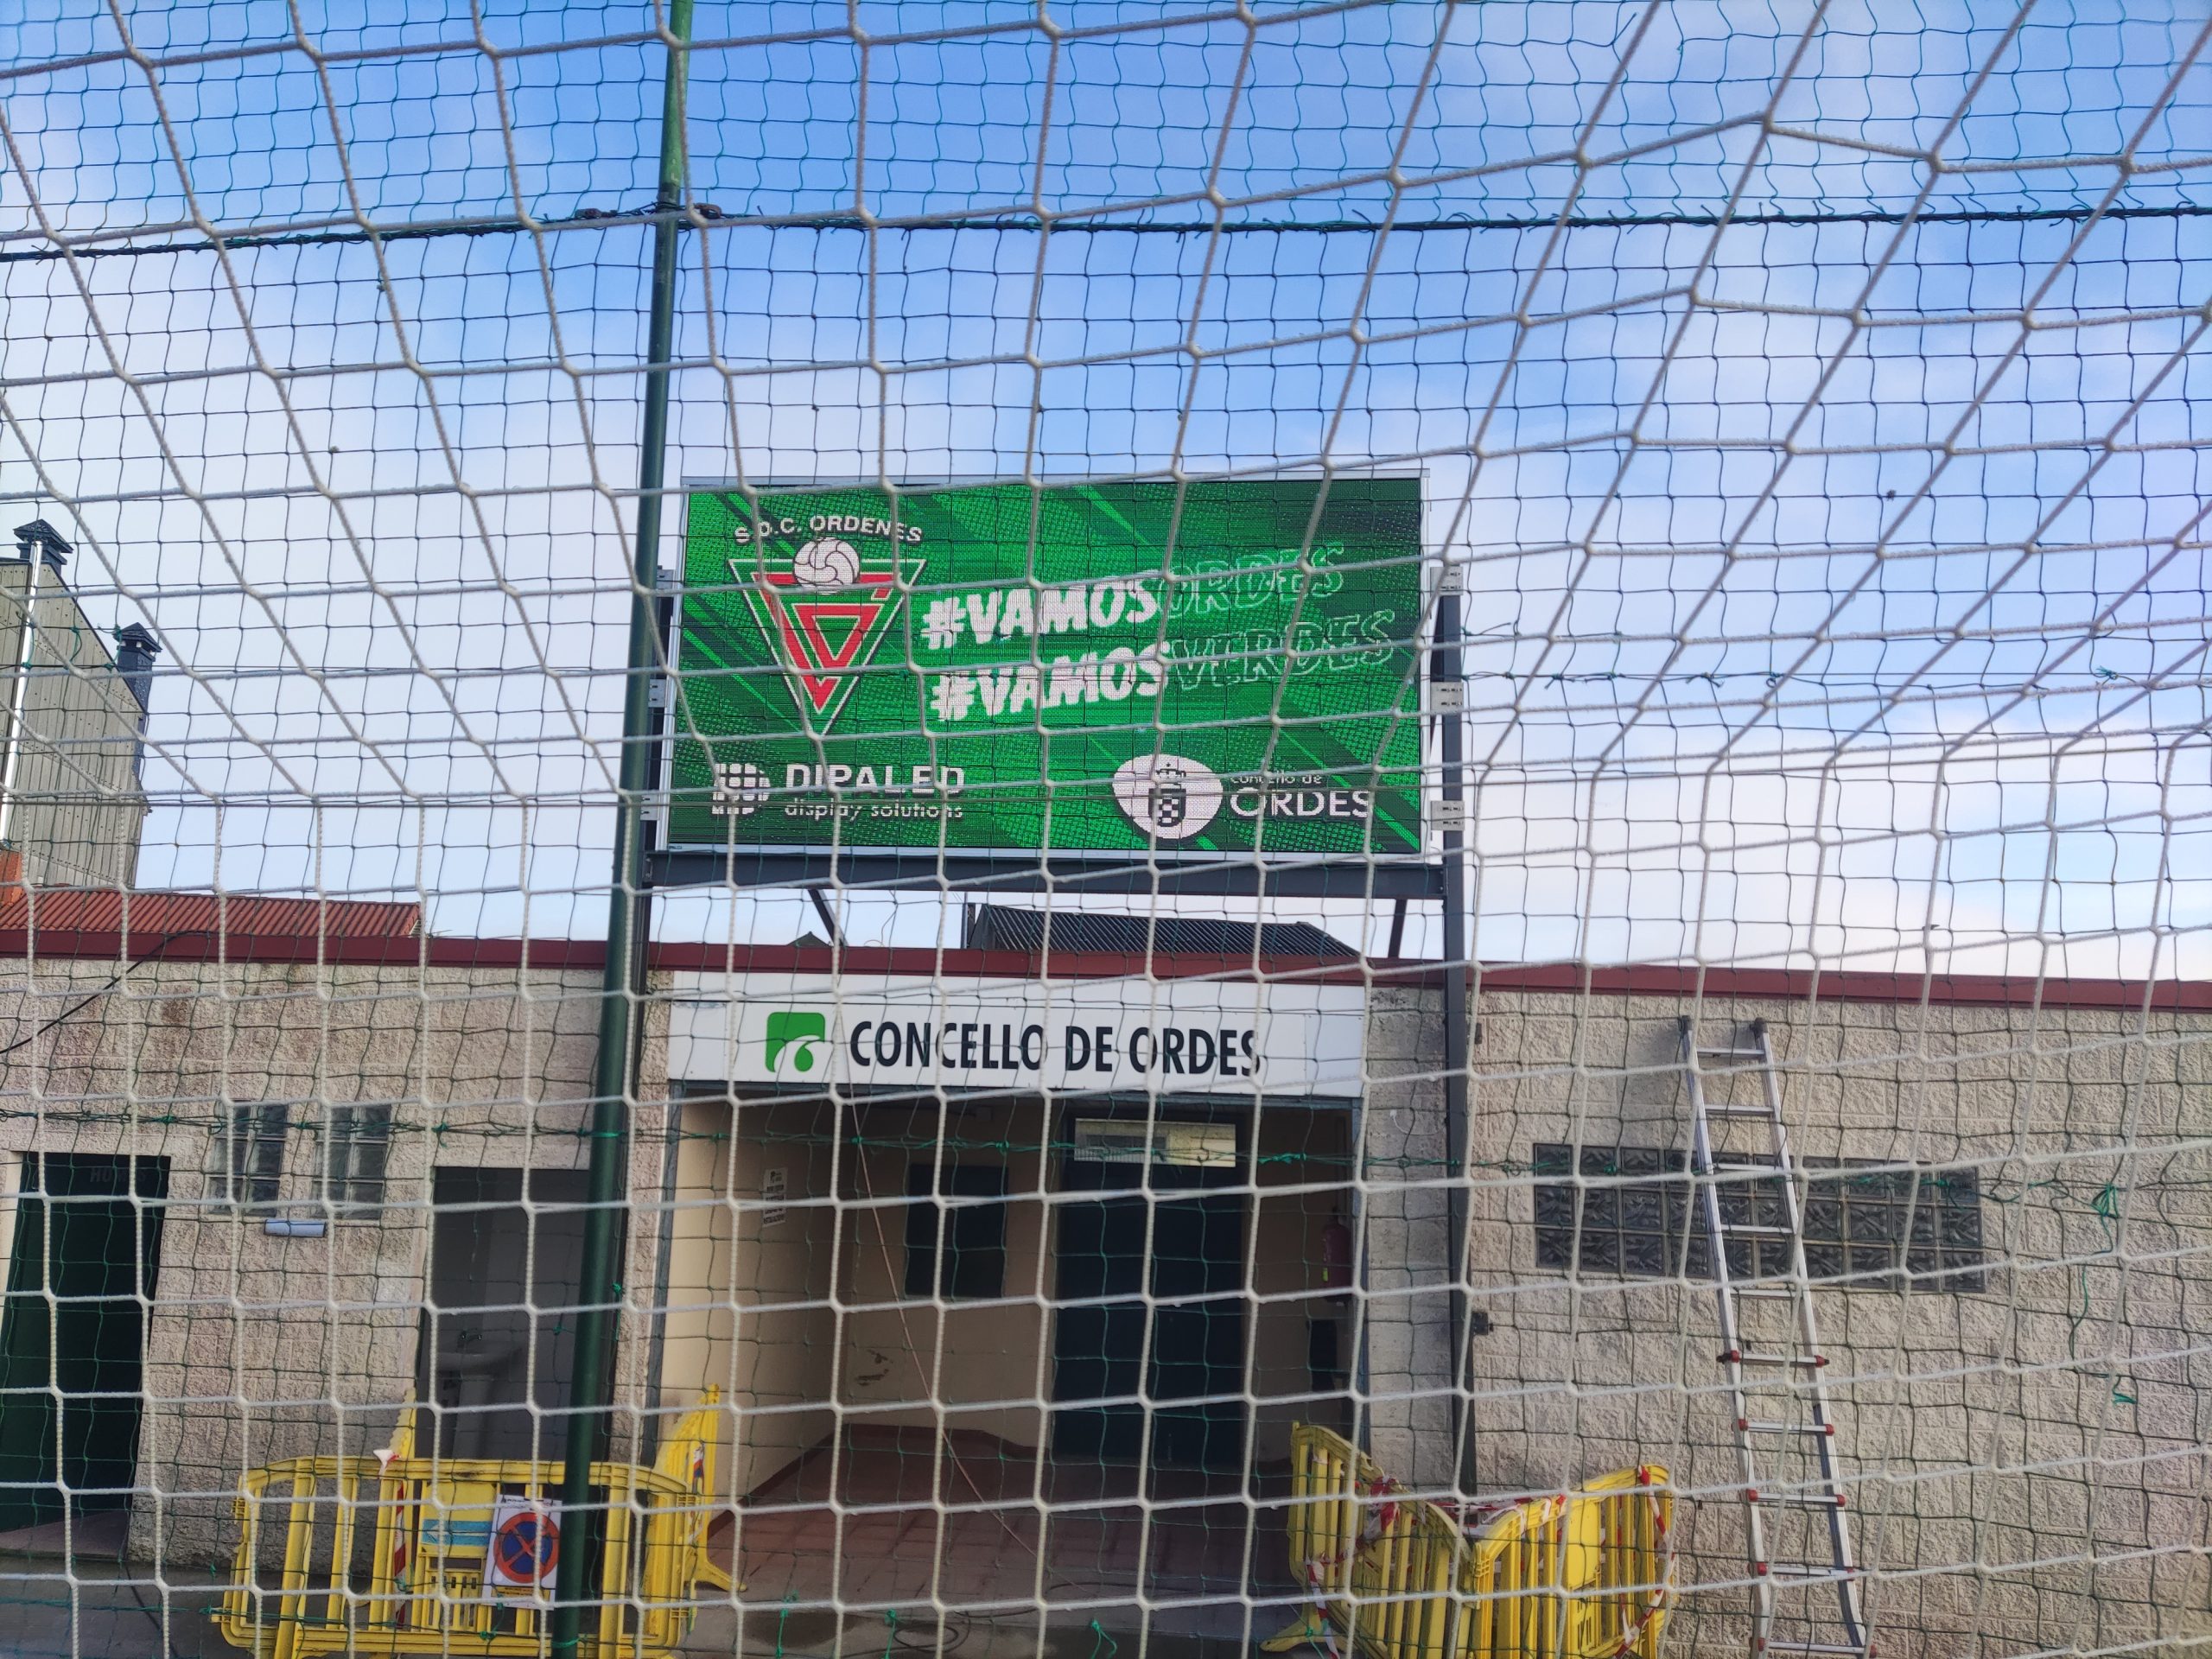 S.D.C. ORDENES
#VAMOSORDES
#VAMOSVERDES
DIPALED
display solutions
concello de
ORDES
CONCELLO DE ORDES